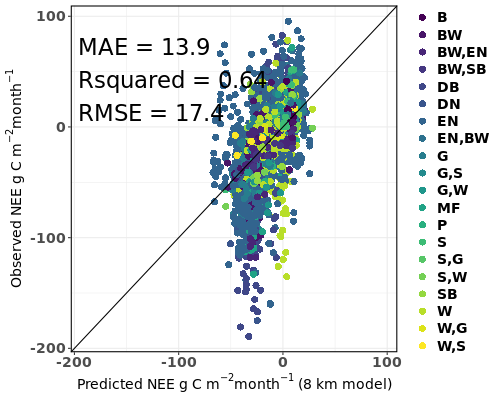 MAE = 13.9
Rsquared = 0.64
RMSE = 17.4
Observed NEE g C m⁻²month⁻¹
100
0
-100
-200
-200
-100
0
100
Predicted NEE g C m⁻²month⁻¹ (8 km model)
B
BW
BW,EN
BW,SB
DB
DN
EN
EN,BW
G
G,S
G,W
MF
P
S
S,G
S,W
SB
W
W,G
W,S